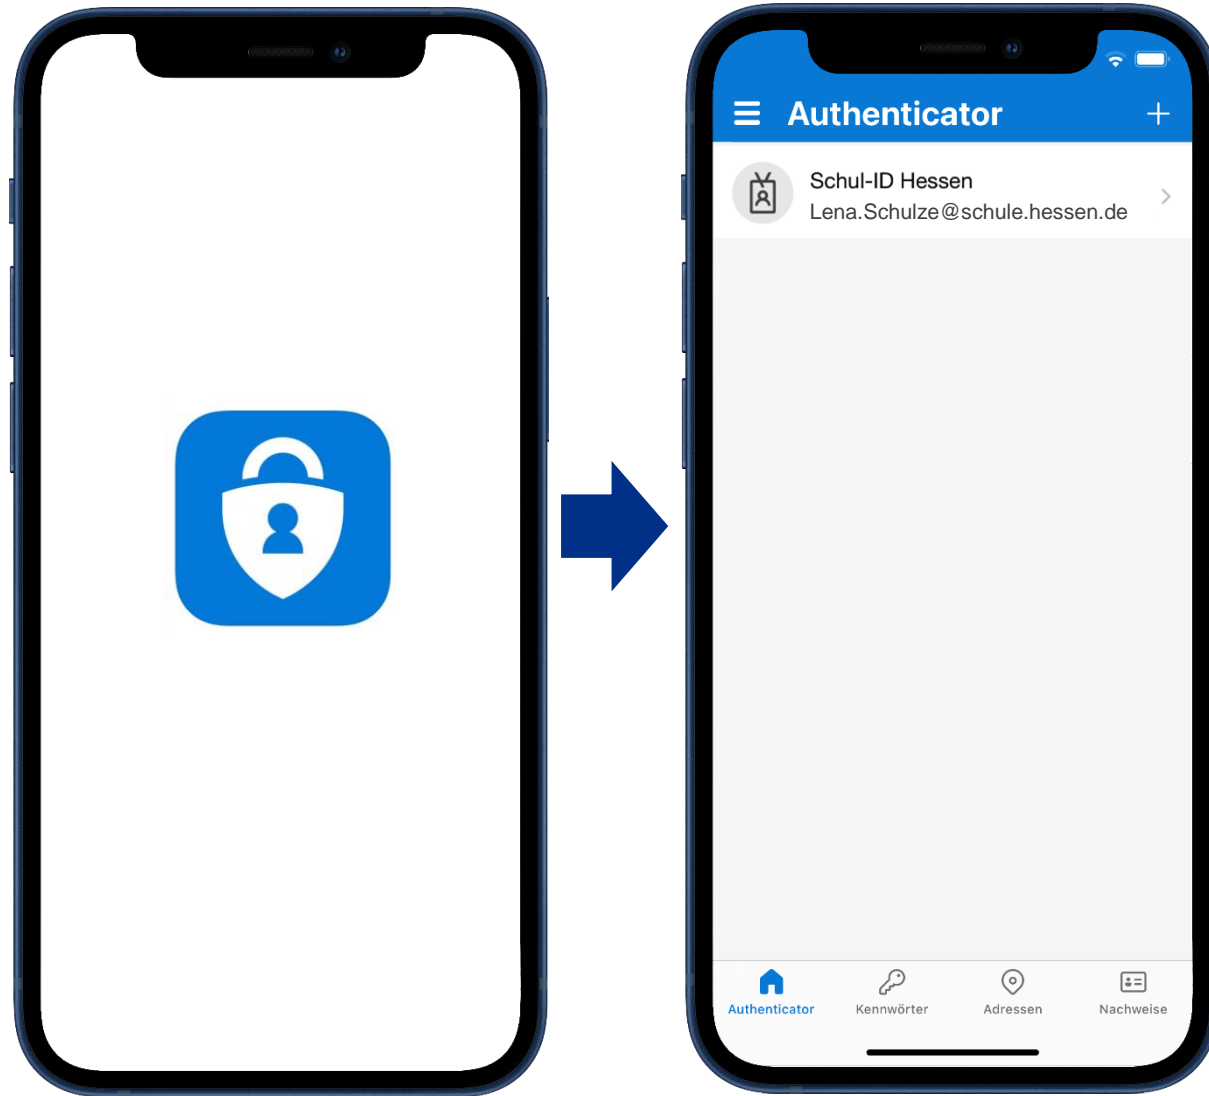 Authenticator
Schul-ID Hessen
Lena.Schulze@schule.hessen.de
Authenticator
Kennwörter
Adressen
Nachweise